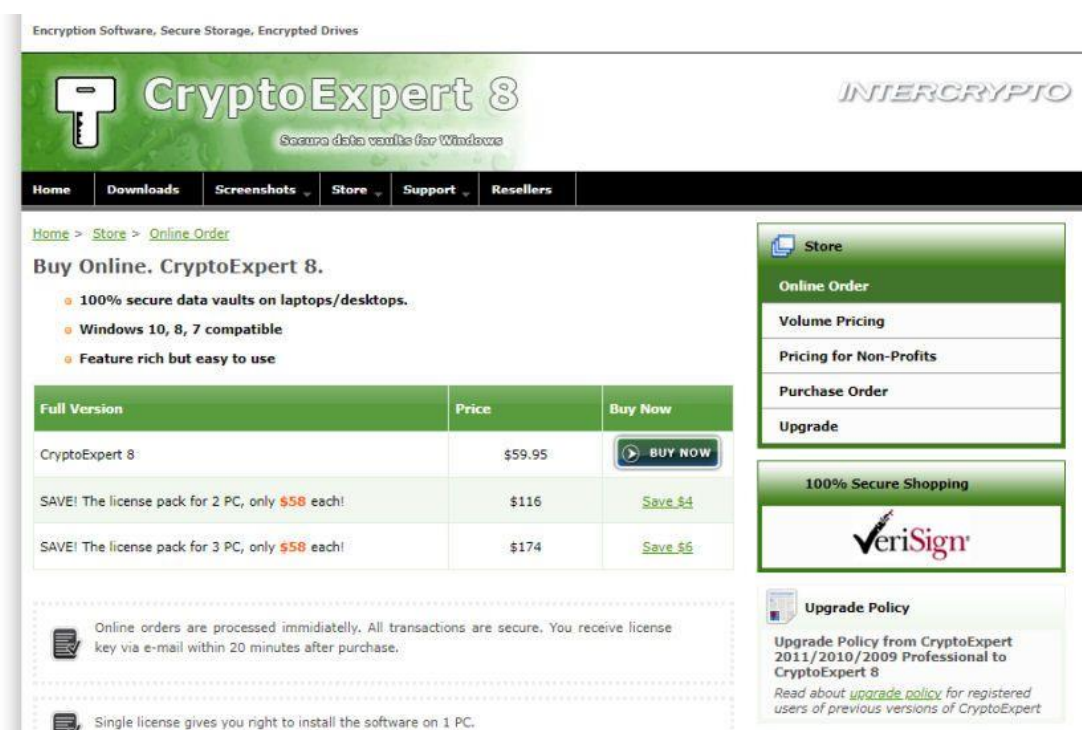 Encryption Software, Secure Storage, Encrypted Drives
CryptoExpert 8
Secure data vaults for Windows
INTERCRYPTO
Home Downloads Screenshots Store Support Resellers
Home > Store > Online Order
Buy Online. CryptoExpert 8.
100% secure data vaults on laptops/desktops.
Windows 10, 8, 7 compatible
Feature rich but easy to use
Full Version Price Buy Now
CryptoExpert 8 $59.95 BUY NOW
SAVE! The license pack for 2 PC, only $58 each! $116 Save $4
SAVE! The license pack for 3 PC, only $58 each! $174 Save $6
Online orders are processed immidiatelly. All transactions are secure. You receive license
key via e-mail within 20 minutes after purchase.
Single license gives you right to install the software on 1 PC.
Store
Online Order
Volume Pricing
Pricing for Non-Profits
Purchase Order
Upgrade
100% Secure Shopping
VeriSign
Upgrade Policy
Upgrade Policy from CryptoExpert
2011/2010/2009 Professional to
CryptoExpert 8
Read about upgrade policy for registered
users of previous versions of CryptoExpert